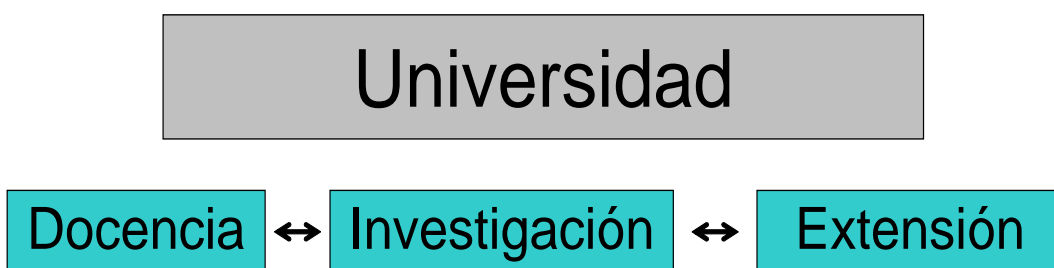 Universidad
Docencia ↔ Investigación ↔ Extensión